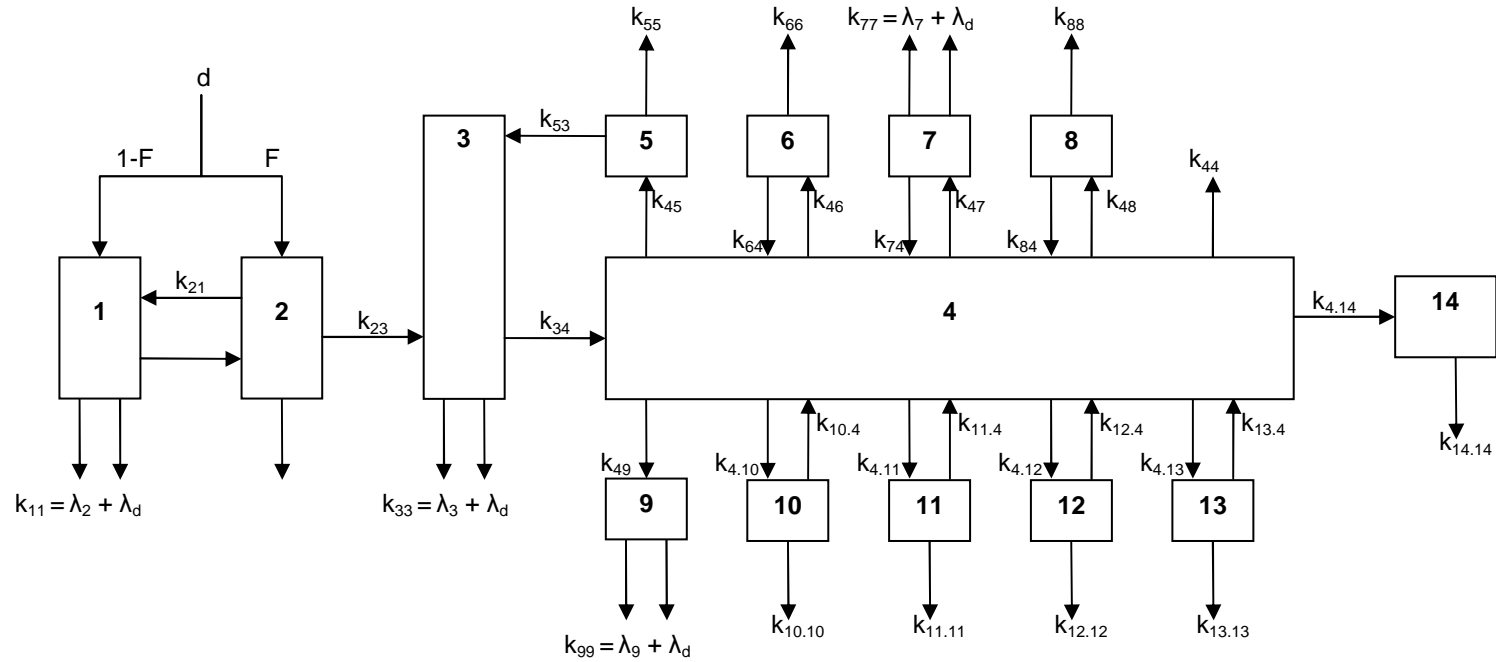 k₅₅ k₆₆ k₇₇ = λ₇ + λd k₈₈
d
1-F F
3 k₅₃ 5 6 7 8
k₄₄
k₄₅ k₄₆ k₄₇ k₄₈
k₆₄ k₇₄ k₈₄
k₂₁
1 2 4 14
k₂₃ k₃₄ k₄.₁₄
k₁₀.₄ k₁₁.₄ k₁₂.₄ k₁₃.₄
k₁₄.₁₄
k₄₉ k₄.₁₀ k₄.₁₁ k₄.₁₂ k₄.₁₃
k₁₁ = λ₂ + λd k₃₃ = λ₃ + λd 9 10 11 12 13
k₉₉ = λ₉ + λd k₁₀.₁₀ k₁₁.₁₁ k₁₂.₁₂ k₁₃.₁₃